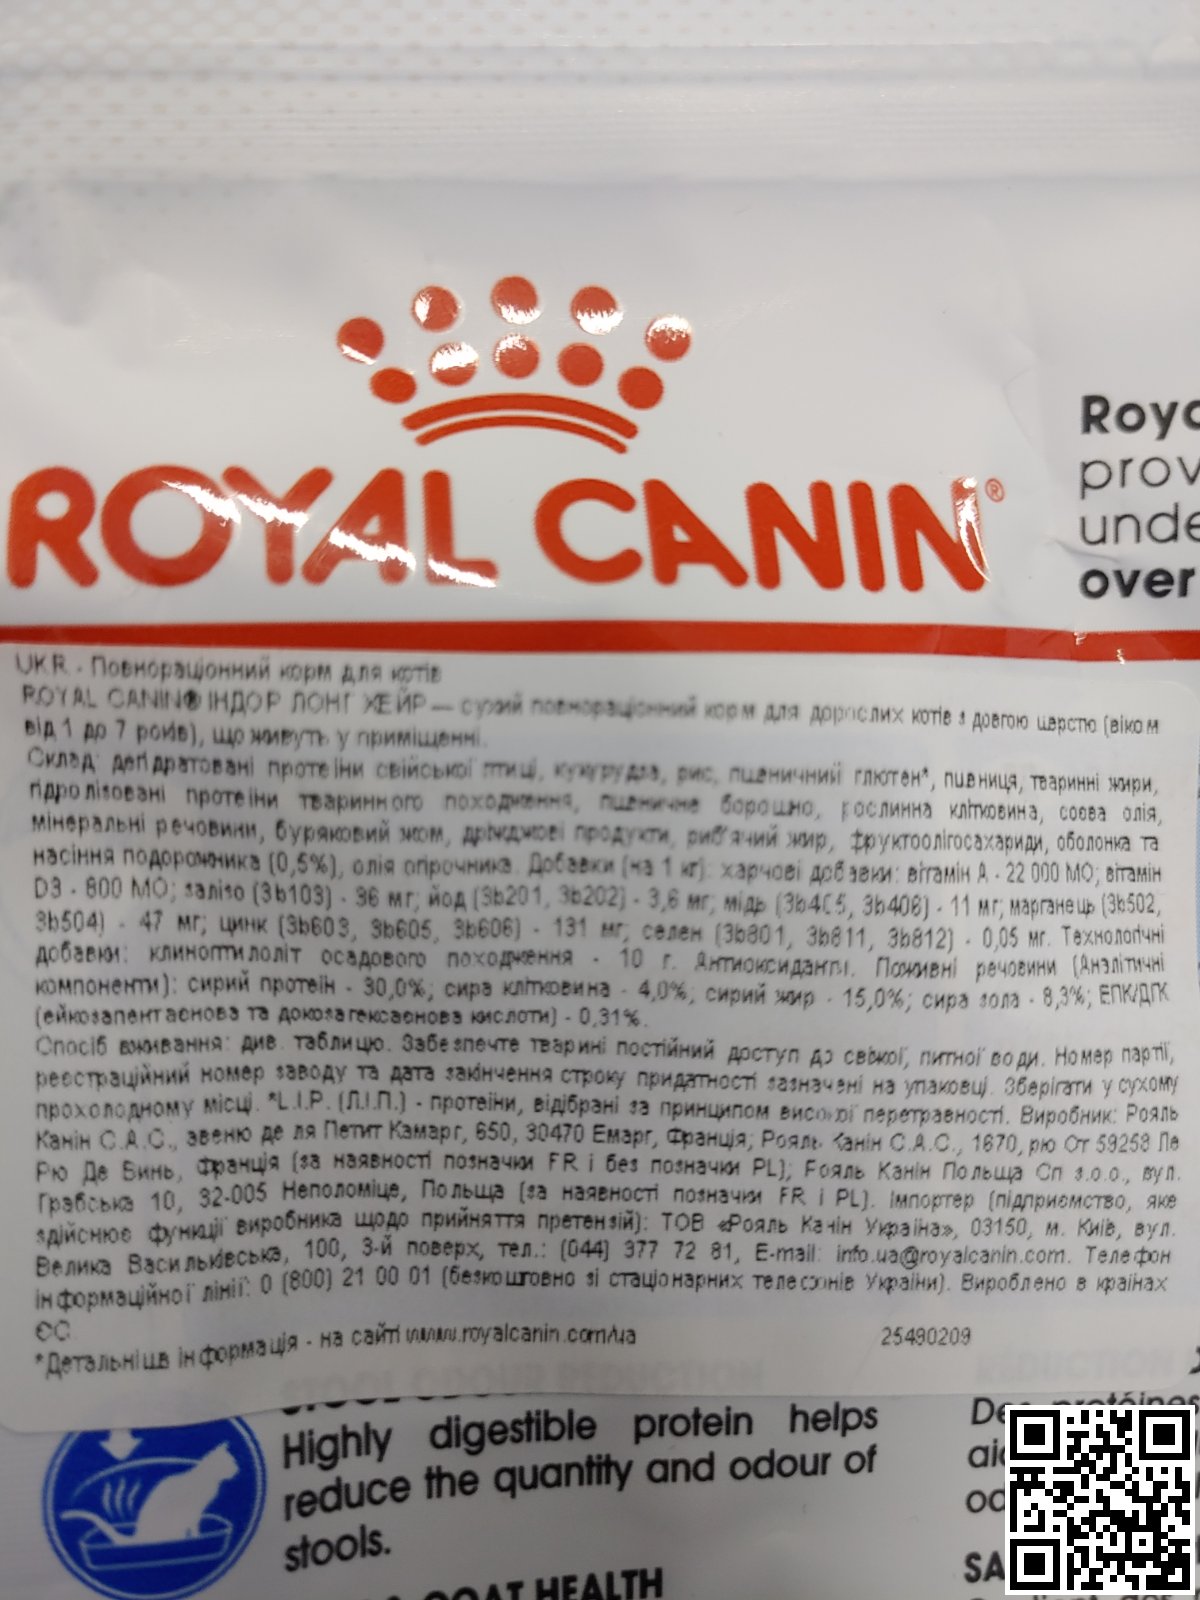 ROYAL CANIN®
Roya
prov
unde
over
UKR - Повнораціонний корм для котів
ROYAL CANIN® ІНДОР ЛОНГ ХЕЙР — сухий повнораціонний корм для дорослих котів з довгою шерстю (віком
від 1 до 7 років), що живуть у приміщенні.
Склад: дегідратовані протеїни свійської птиці, кукурудза, рис, пшеничний глютен*, пшениця, тваринні жири,
гідролізовані протеїни тваринного походження, пшеничне борошно, рослинна клітковина, соєва олія,
мінеральні речовини, буряковий жом, дріжджові продукти, риб'ячий жир, фруктоолігосахариди, оболонка та
насіння подорожника (0,5%), олія огірочника. Добавки (на 1 кг): харчові добавки: вітамін А - 22 000 МО; вітамін
D3 - 800 МО; залізо (3b103) - 36 мг; йод (3b201, 3b202) - 3,6 мг; мідь (3b405, 3b406) - 11 мг; марганець (3b502,
3b504) - 47 мг; цинк (3b603, 3b605, 3b606) - 131 мг; селен (3b801, 3b811, 3b812) - 0,05 мг. Технологічні
добавки: клиноптилоліт осадового походження - 10 г. Антиоксиданти. Поживні речовини (Аналітичні
компоненти): сирий протеїн - 30,0%; сира клітковина - 4,0%; сирий жир - 15,0%; сира зола - 8,3%; ЕПК/ДГК
(ейкозапентаєнова та докозагексаєнова кислоти) - 0,31%.
Спосіб вживання: див. таблицю. Забезпечте тварині постійний доступ до свіжої, питної води. Номер партії,
реєстраційний номер заводу та дата закінчення строку придатності зазначені на упаковці. Зберігати у сухому
прохолодному місці. *L.I.P. (Л.І.П.) - протеїни, відібрані за принципом високої перетравності. Виробник: Рояль
Канін С.А.С., авеню де ля Петит Камарг, 650, 30470 Емарг, Франція; Рояль Канін С.А.С., 1670, рю От 59258 Ле
Рю Де Винь, Франція (за наявності позначки FR і без позначки PL); Рояль Канін Польща Сп з.о.о., вул.
Грабська 10, 32-005 Неполоміце, Польща (за наявності позначки FR і PL). Імпортер (підприємство, яке
здійснює функції виробника щодо прийняття претензій): ТОВ «Рояль Канін Україна», 03150, м. Київ, вул.
Велика Васильківська, 100, 3-й поверх, тел.: (044) 377 72 81, E-mail: info.ua@royalcanin.com. Телефон
інформаційної лінії: 0 (800) 21 00 01 (безкоштовно зі стаціонарних телефонів України). Вироблено в країнах
ЄС
*Детальніша інформація - на сайті www.royalcanin.com/ua 25490209
Highly digestible protein helps
reduce the quantity and odour of
stools.
COAT HEALTH
Des protéines
aid
od
SA